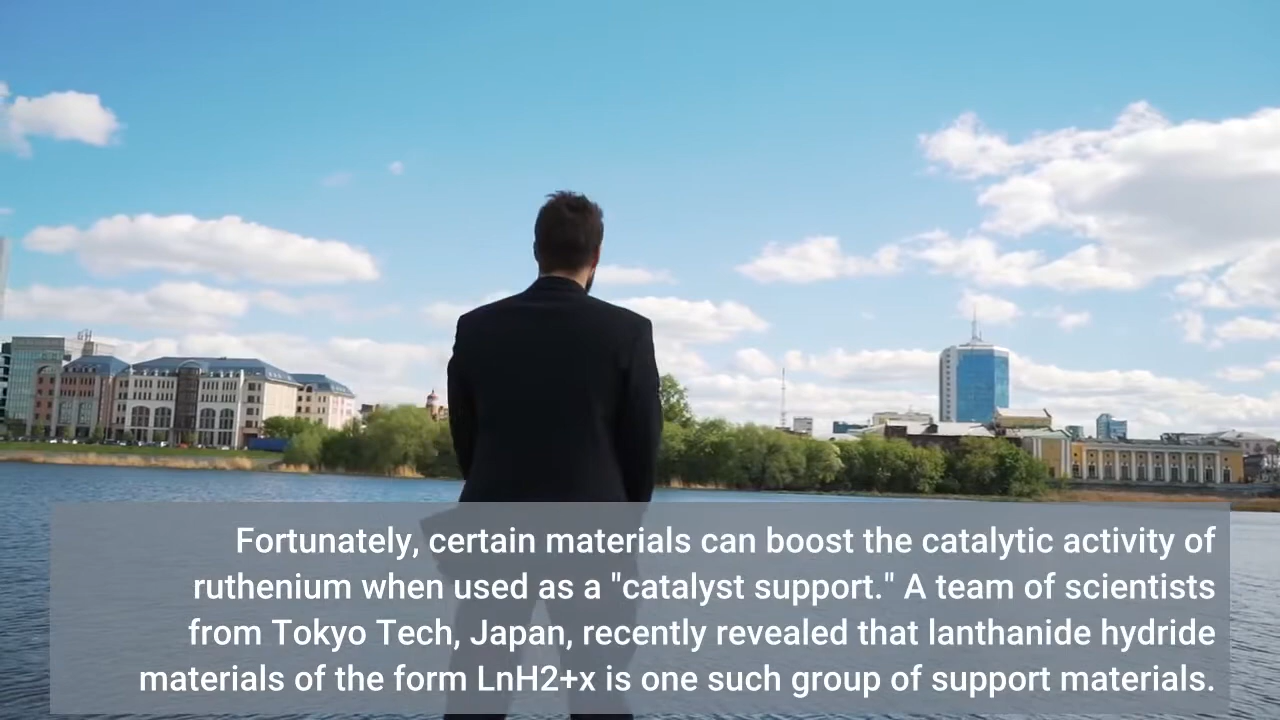 Fortunately, certain materials can boost the catalytic activity of
ruthenium when used as a "catalyst support." A team of scientists
from Tokyo Tech, Japan, recently revealed that lanthanide hydride
materials of the form LnH2+x is one such group of support materials.